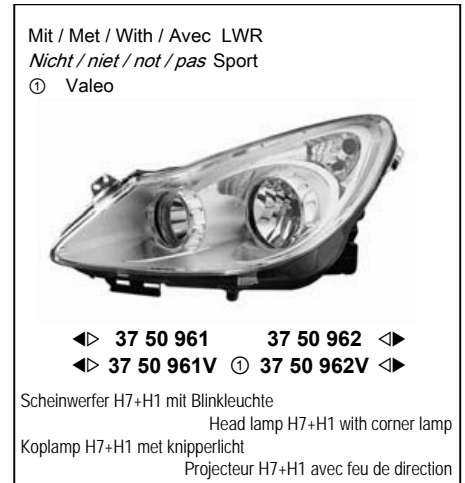 Mit / Met / With / Avec LWR
Nicht / niet / not / pas Sport
① Valeo
◀▷ 37 50 961 37 50 962 ◁▶
◀▷ 37 50 961V ① 37 50 962V ◁▶
Scheinwerfer H7+H1 mit Blinkleuchte
Head lamp H7+H1 with corner lamp
Koplamp H7+H1 met knipperlicht
Projecteur H7+H1 avec feu de direction